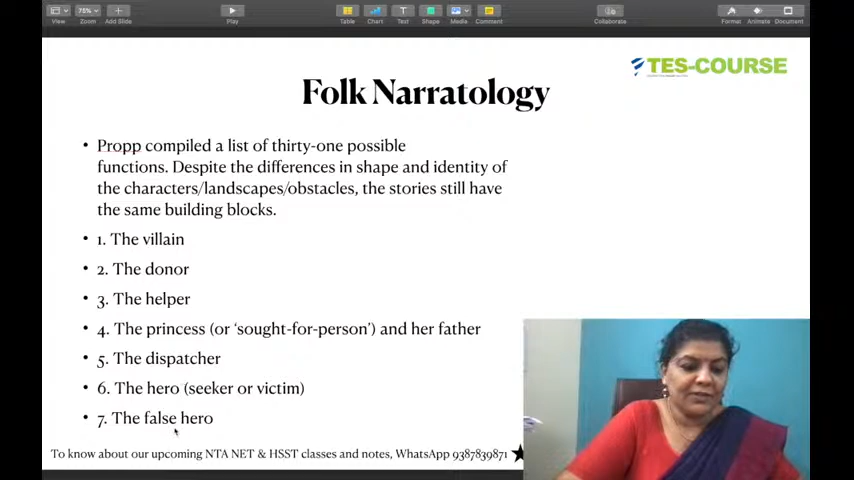 View
75%
Zoom
Add Slide
Play
Table
Chart
Text
Shape
Media
Comment
Collaborate
Format
Animate
Document
TES-COURSE
Folk Narratology
• Propp compiled a list of thirty-one possible
functions. Despite the differences in shape and identity of
the characters/landscapes/obstacles, the stories still have
the same building blocks.
• 1. The villain
• 2. The donor
• 3. The helper
• 4. The princess (or ‘sought-for-person’) and her father
• 5. The dispatcher
• 6. The hero (seeker or victim)
• 7. The false hero
To know about our upcoming NTA NET & HSST classes and notes, WhatsApp 9387839871